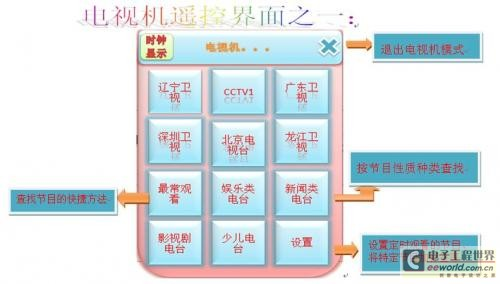 电视机遥控界面之一：
时钟
显示
电视机...
退出电视机模式
辽宁卫
视
CCTV1
广东卫
视
深圳卫
视
北京电
视台
龙江卫
视
按节目性质种类查找
查找节目的快捷方法
最常观
看
娱乐类
电台
新闻类
电台
影视剧
电台
少儿电
台
设置
设置定时观看的节目
将特定
电子工程世界
eeworld.com.cn